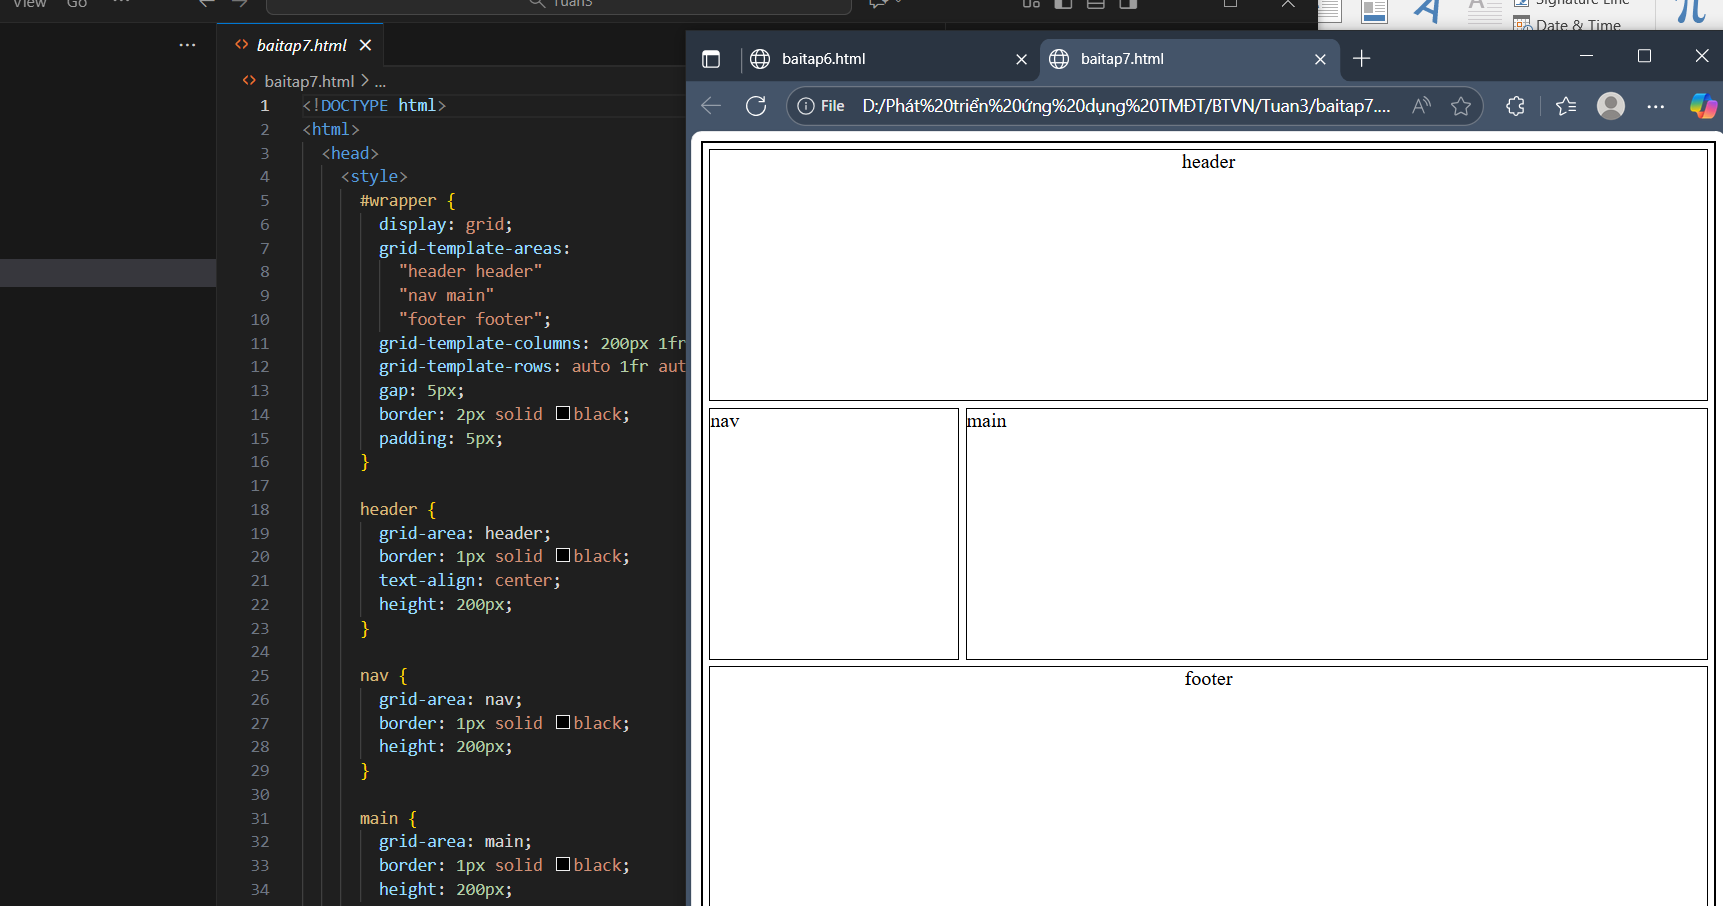 View Go ...
Tuan3
Signature Line
Date & Time
baitap7.html
baitap7.html > ...
1 <!DOCTYPE html>
2 <html>
3 <head>
4 <style>
5 #wrapper {
6 display: grid;
7 grid-template-areas:
8 "header header"
9 "nav main"
10 "footer footer";
11 grid-template-columns: 200px 1fr
12 grid-template-rows: auto 1fr aut
13 gap: 5px;
14 border: 2px solid black;
15 padding: 5px;
16 }
17
18 header {
19 grid-area: header;
20 border: 1px solid black;
21 text-align: center;
22 height: 200px;
23 }
24
25 nav {
26 grid-area: nav;
27 border: 1px solid black;
28 height: 200px;
29 }
30
31 main {
32 grid-area: main;
33 border: 1px solid black;
34 height: 200px;
baitap6.html
baitap7.html
File D:/Phát%20triển%20ứng%20dụng%20TMĐT/BTVN/Tuan3/baitap7....
header
nav
main
footer